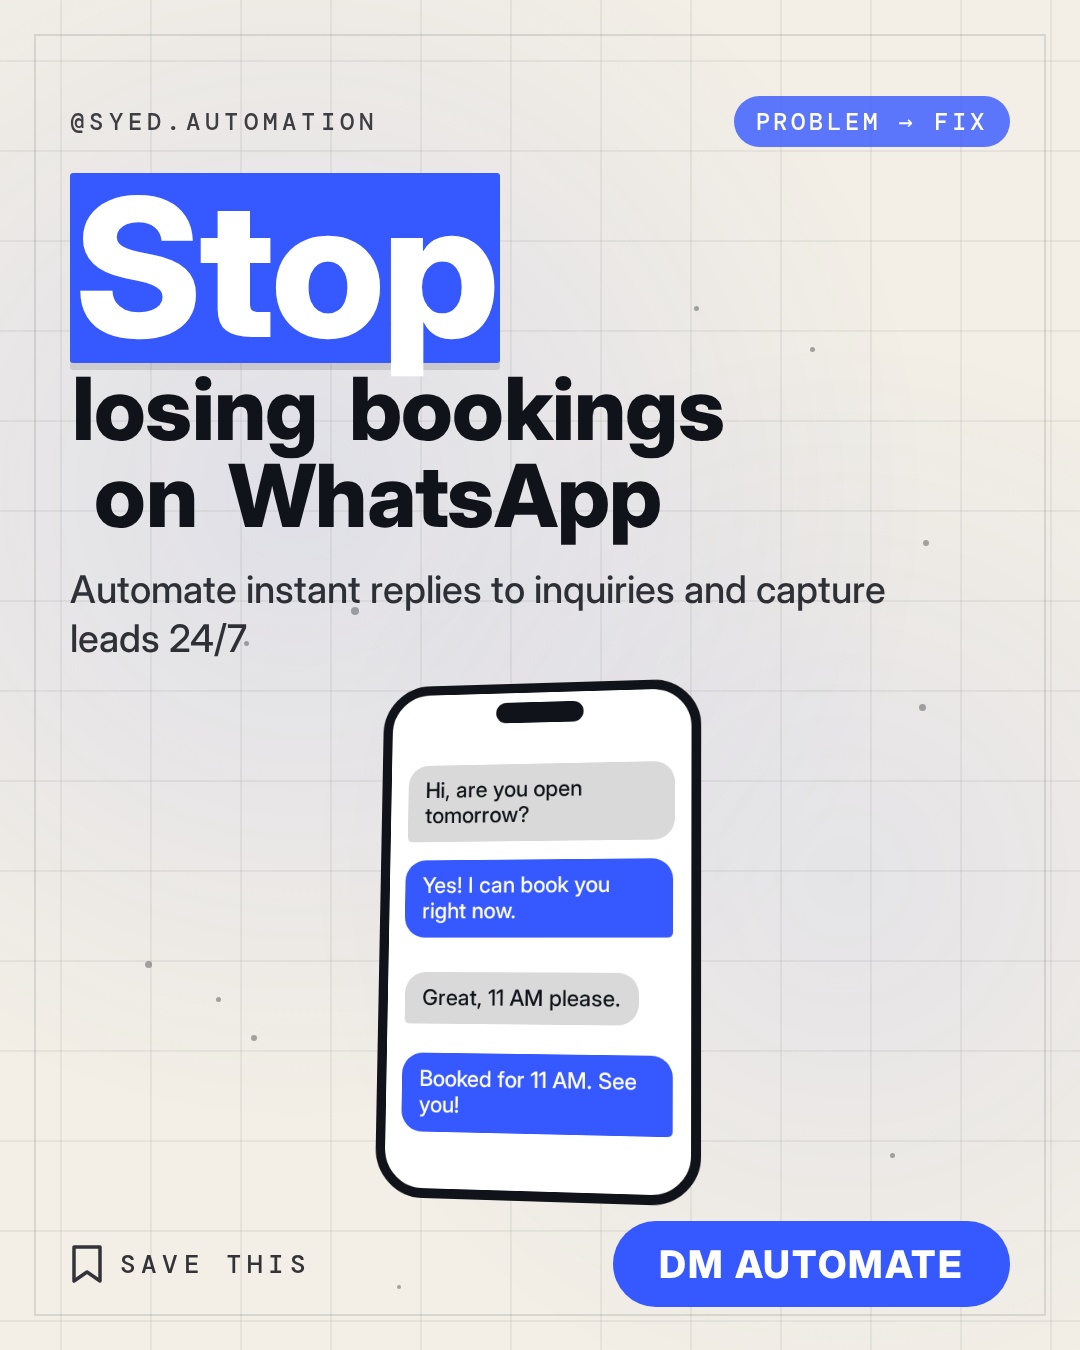 @SYED.AUTOMATION
PROBLEM → FIX
Stop
losing bookings
on WhatsApp
Automate instant replies to inquiries and capture
leads 24/7
Hi, are you open
tomorrow?
Yes! I can book you
right now.
Great, 11 AM please.
Booked for 11 AM. See
you!
SAVE THIS
DM AUTOMATE